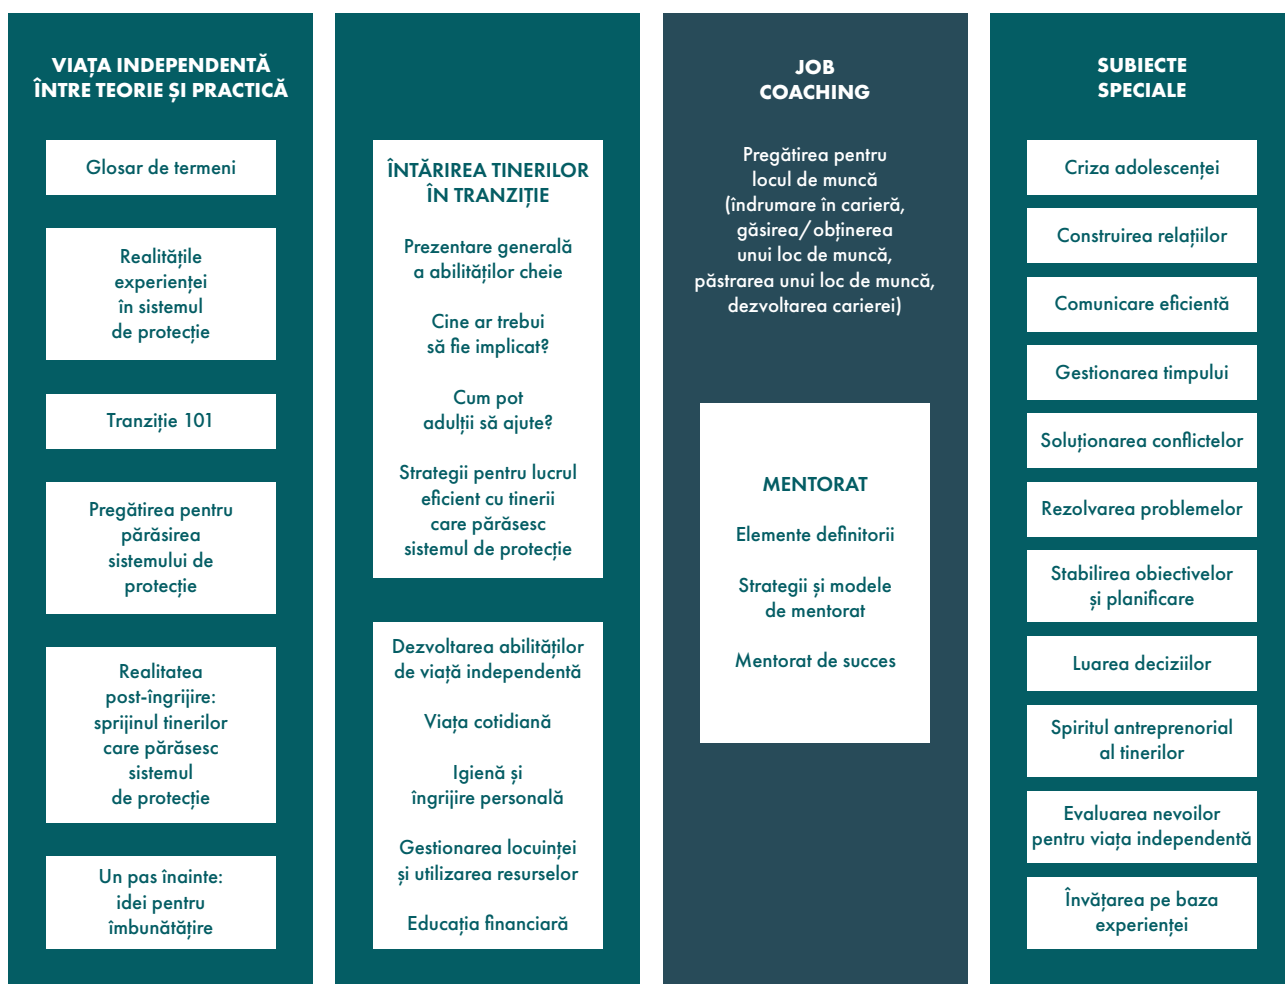 VIAȚA INDEPENDENTĂ
ÎNTRE TEORIE ȘI PRACTICĂ
Glosar de termeni
Realitățile
experienței
în sistemul
de protecție
Tranziție 101
Pregătirea pentru
părăsirea
sistemului de
protecție
Realitatea
post-îngrijire:
sprijinul tinerilor
care părăsesc
sistemul
de protecție
Un pas înainte:
idei pentru
îmbunătățire
ÎNTĂRIREA TINERILOR
ÎN TRANZIȚIE
Prezentare generală
a abilităților cheie
Cine ar trebui
să fie implicat?
Cum pot
adulții să ajute?
Strategii pentru lucrul
eficient cu tinerii
care părăsesc
sistemul de protecție
Dezvoltarea abilităților
de viață independentă
Viața cotidiană
Igienă și
îngrijire personală
Gestionarea locuinței
și utilizarea resurselor
Educația financiară
JOB
COACHING
Pregătirea pentru
locul de muncă
(îndrumare în carieră,
găsirea/obținerea
unui loc de muncă,
păstrarea unui loc de muncă,
dezvoltarea carierei)
MENTORAT
Elemente definitorii
Strategii și modele
de mentorat
Mentorat de succes
SUBIECTE
SPECIALE
Criza adolescenței
Construirea relațiilor
Comunicare eficientă
Gestionarea timpului
Soluționarea conflictelor
Rezolvarea problemelor
Stabilirea obiectivelor
și planificare
Luarea deciziilor
Spiritul antreprenorial
al tinerilor
Evaluarea nevoilor
pentru viața independentă
Învățarea pe baza
experienței